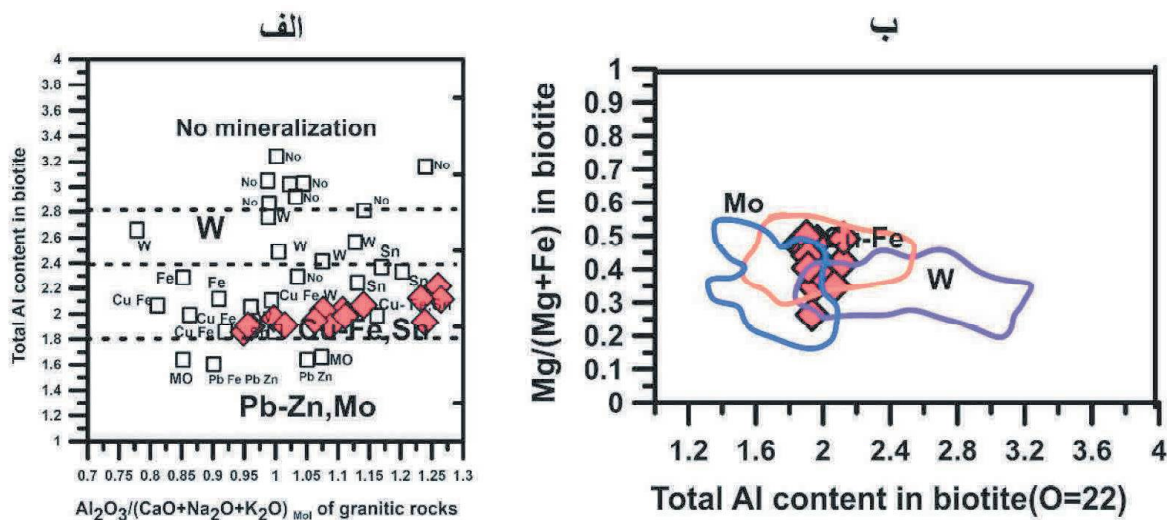 الف
Total Al content in biotite
4
3.8
3.6
3.4
3.2
3
2.8
2.6
2.4
2.2
2
1.8
1.6
1.4
1.2
1
No mineralization
No
No
No
No
No
No
No
W
W
W
W
W
W
Sn
Fe
No
Sn
Sn
Fe
Cu Fe
Cu Fe W
Cu Fe
Cu Fe
Cu-Fe,Sn
MO
Pb Fe Pb Zn
Pb Zn
MO
Pb-Zn,Mo
0.7 0.75 0.8 0.85 0.9 0.95 1 1.05 1.1 1.15 1.2 1.25 1.3
Al2O3/(CaO+Na2O+K2O) Mol of granitic rocks
ب
Mg/(Mg+Fe) in biotite
1
0.9
0.8
0.7
0.6
0.5
0.4
0.3
0.2
0.1
0
Mo
Cu-Fe
W
1.2 1.6 2 2.4 2.8 3.2 3.6 4
Total Al content in biotite(O=22)